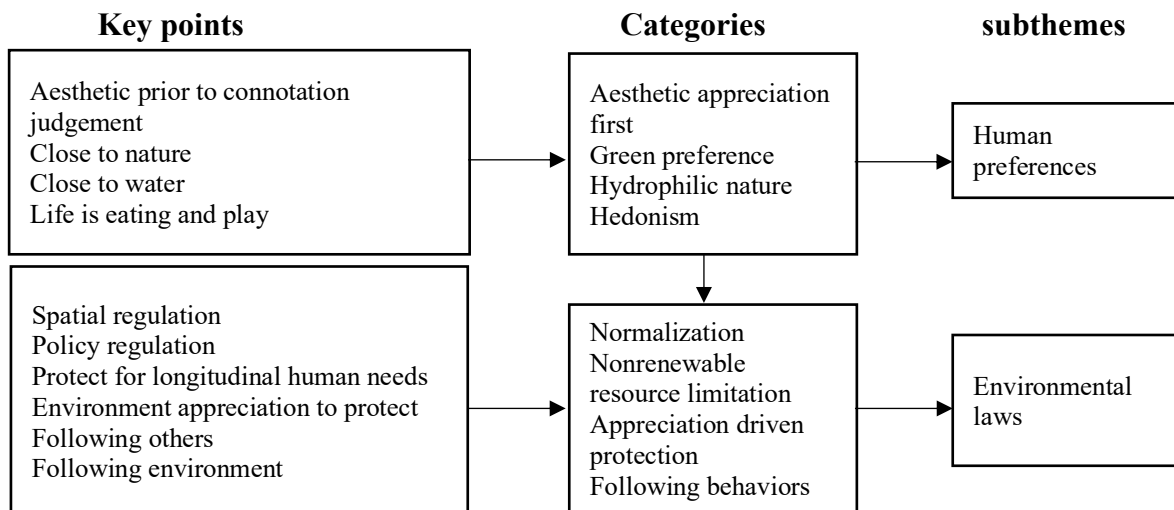 Key points
Categories
subthemes
Aesthetic prior to connotation
judgement
Close to nature
Close to water
Life is eating and play
Aesthetic appreciation
first
Green preference
Hydrophilic nature
Hedonism
Human
preferences
Spatial regulation
Policy regulation
Protect for longitudinal human needs
Environment appreciation to protect
Following others
Following environment
Normalization
Nonrenewable
resource limitation
Appreciation driven
protection
Following behaviors
Environmental
laws